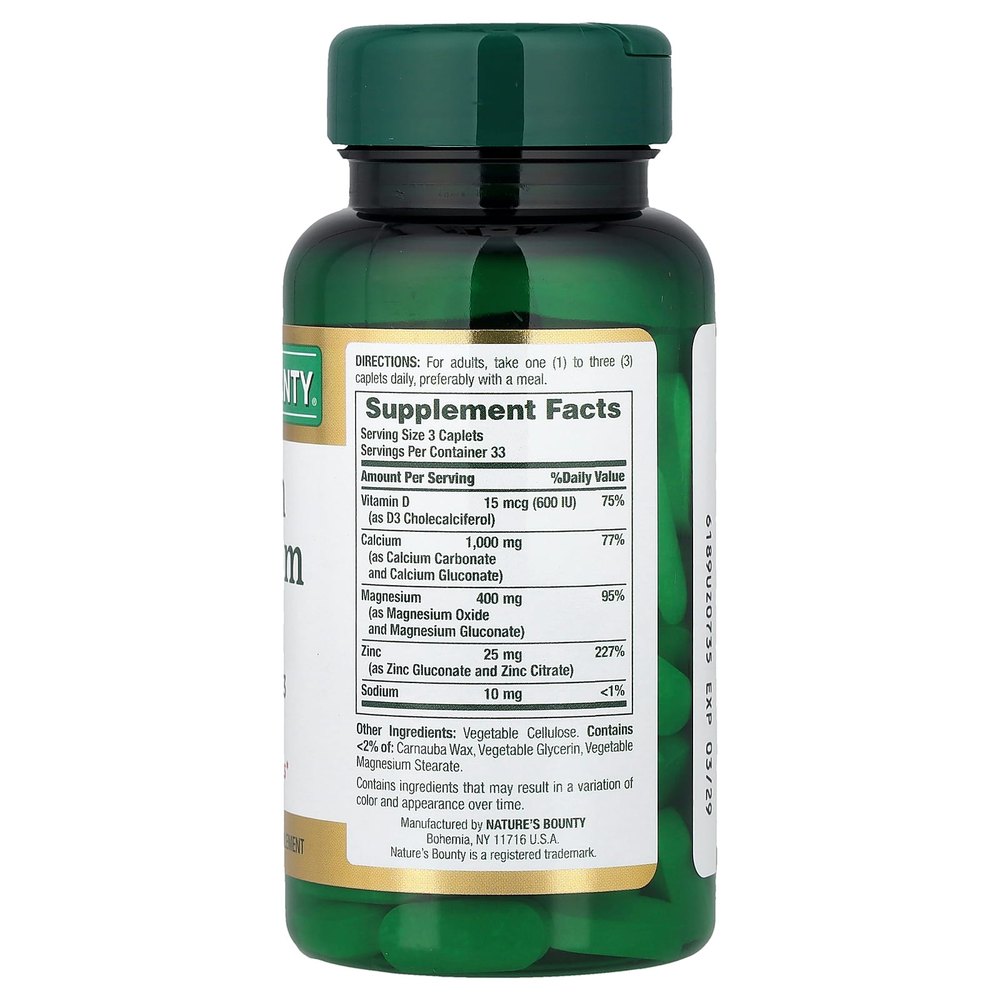 NTY®
m
3
DIRECTIONS: For adults, take one (1) to three (3)
caplets daily, preferably with a meal.
Supplement Facts
Serving Size 3 Caplets
Servings Per Container 33
Amount Per Serving %Daily Value
Vitamin D 15 mcg (600 IU) 75%
(as D3 Cholecalciferol)
Calcium 1,000 mg 77%
(as Calcium Carbonate
and Calcium Gluconate)
Magnesium 400 mg 95%
(as Magnesium Oxide
and Magnesium Gluconate)
Zinc 25 mg 227%
(as Zinc Gluconate and Zinc Citrate)
Sodium 10 mg <1%
Other Ingredients: Vegetable Cellulose. Contains
<2% of: Carnauba Wax, Vegetable Glycerin, Vegetable
Magnesium Stearate.
Contains ingredients that may result in a variation of
color and appearance over time.
Manufactured by NATURE'S BOUNTY
Bohemia, NY 11716 U.S.A.
Nature's Bounty is a registered trademark.
EMENT
6189U20735 EXP 03/29